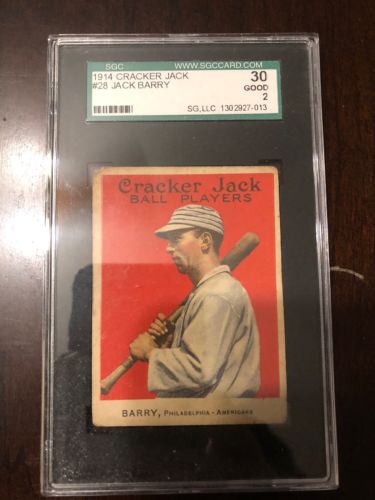 SGC WWW.SGCCARD.COM
1914 CRACKER JACK 30
#28 JACK BARRY GOOD
2
SG,LLC 1302927-013
Cracker Jack
BALL PLAYERS
BARRY, PHILADELPHIA - AMERICANS